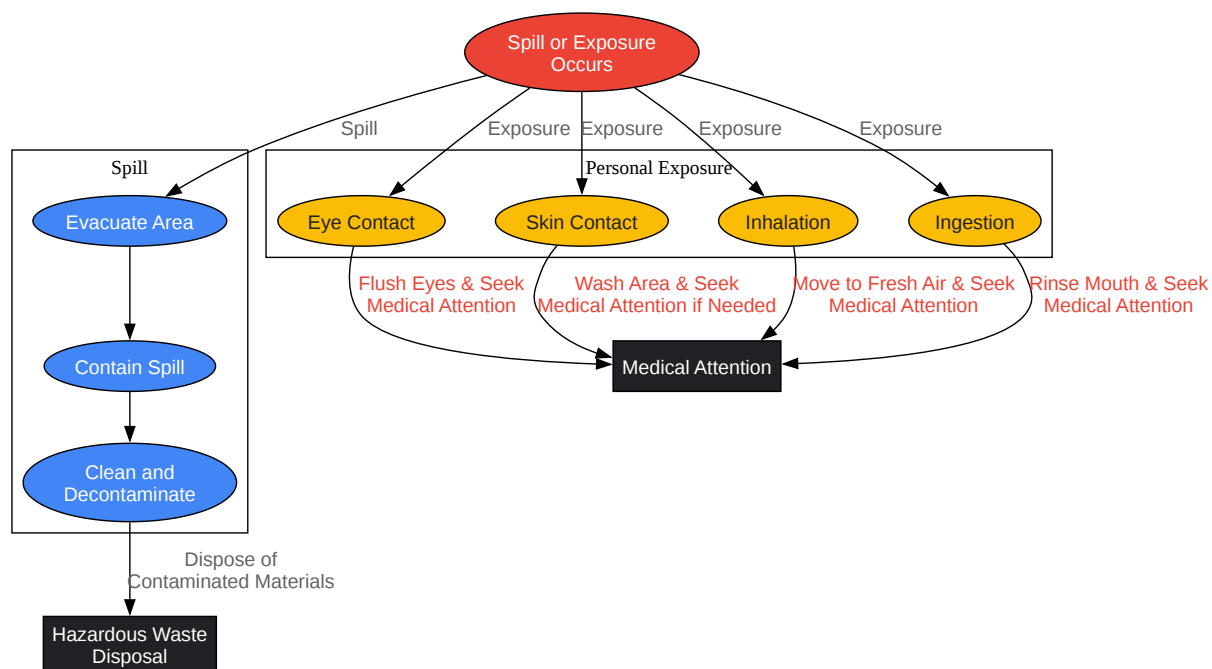 Spill or Exposure
Occurs
Spill
Exposure
Exposure
Exposure
Exposure
Spill
Personal Exposure
Evacuate Area
Eye Contact
Skin Contact
Inhalation
Ingestion
Flush Eyes & Seek
Medical Attention
Wash Area & Seek
Medical Attention if Needed
Move to Fresh Air & Seek
Medical Attention
Rinse Mouth & Seek
Medical Attention
Contain Spill
Medical Attention
Clean and
Decontaminate
Dispose of
Contaminated Materials
Hazardous Waste
Disposal